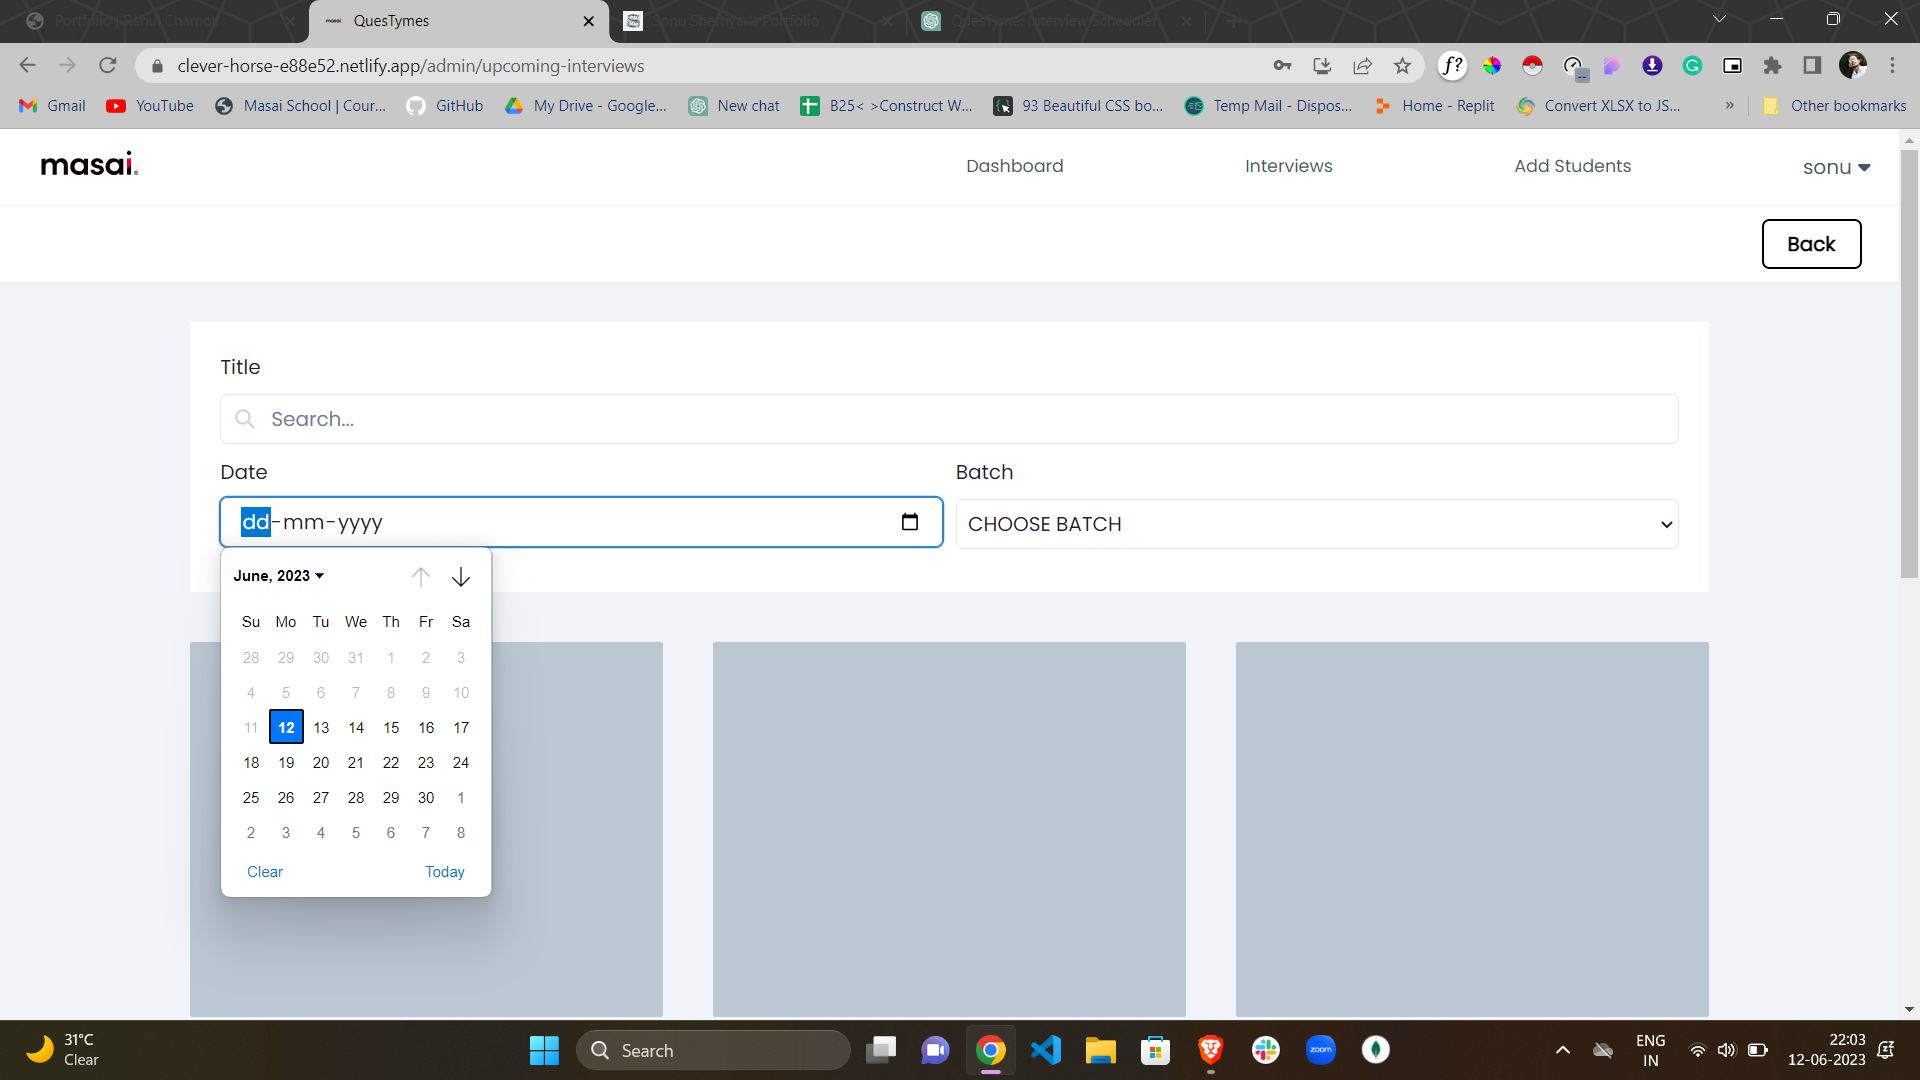 Portfolio | Rahul Chamoli
QuesTymes
Sonu Shettiyar's Portfolio
QuesTyme: Interview Scheduler
clever-horse-e88e52.netlify.app/admin/upcoming-interviews
f?
Gmail YouTube Masai School | Cour... GitHub My Drive - Google... New chat B25< >Construct W... 93 Beautiful CSS bo... Temp Mail - Dispos... Home - Replit Convert XLSX to JS... » Other bookmarks
masai.
Dashboard Interviews Add Students sonu
Back
Title
Search...
Date Batch
dd-mm-yyyy CHOOSE BATCH
June, 2023
Su Mo Tu We Th Fr Sa
28 29 30 31 1 2 3
4 5 6 7 8 9 10
11 12 13 14 15 16 17
18 19 20 21 22 23 24
25 26 27 28 29 30 1
2 3 4 5 6 7 8
Clear Today
31°C
Clear
Search
zoom
ENG
IN
22:03
12-06-2023